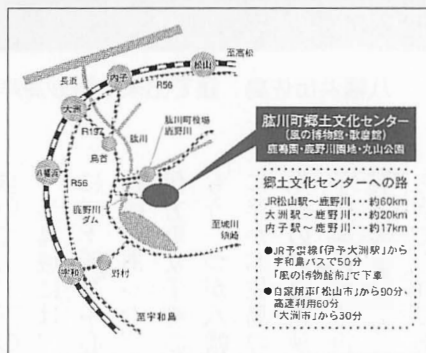 至高松
松山
長浜
内子
R56
大洲
肱川町役場
鹿野川
R197
肱川
鳥首
肱川町郷土文化センター
(風の博物館・歌麿館)
鹿鳴園・鹿野川園地・丸山公園
八幡浜
R56
鹿野川
ダム
郷土文化センターへの路
JR松山駅〜鹿野川・・・約60km
大洲駅〜鹿野川・・・約20km
内子駅〜鹿野川・・・約17km
至城川
須崎
●JR予讃線「伊予大洲駅」から
宇和島バスで50分
「風の博物館前」で下車
宇和
野村
●自家用車「松山市」から90分、
高速利用60分
「大洲市」から30分
至宇和島